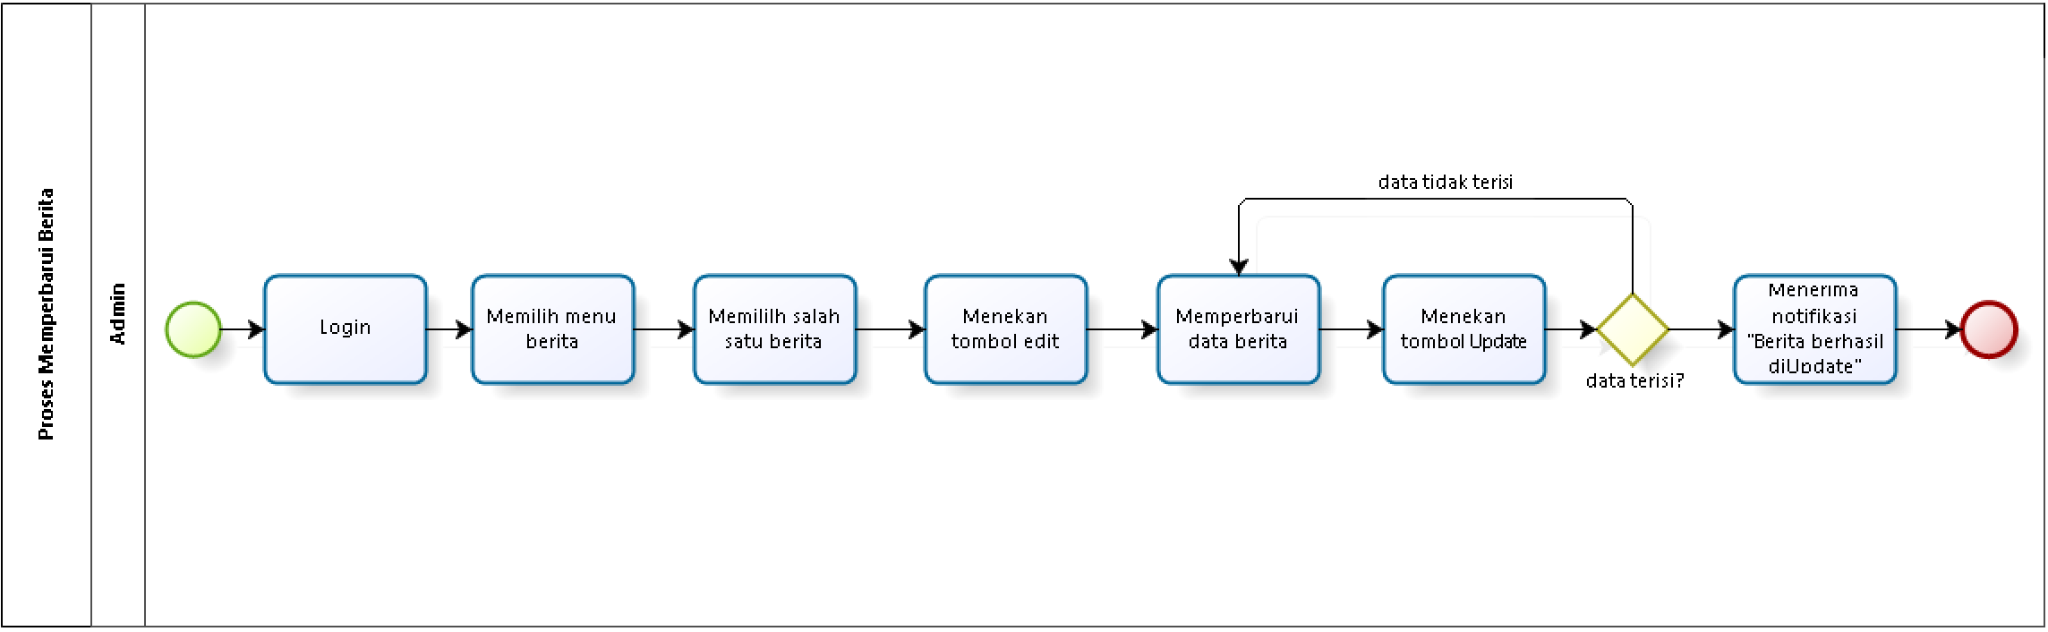 Proses Memperbarui Berita
Admin
Login
Memilih menu
berita
Memililh salah
satu berita
Menekan
tombol edit
Memperbarui
data berita
Menekan
tombol Update
data tidak terisi
data terisi?
Menerima
notifikasi
"Berita berhasil
diUpdate"